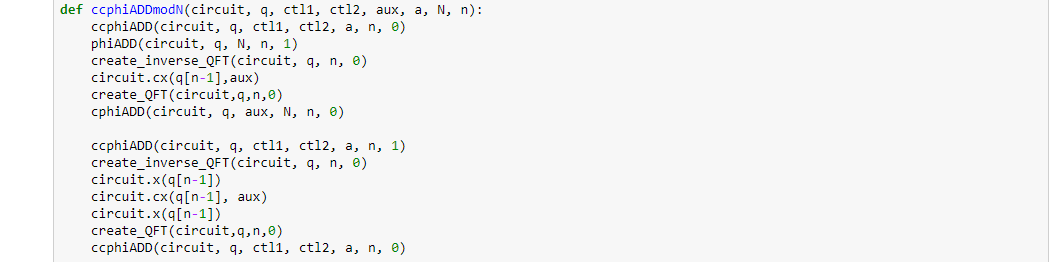 def ccphiADDmodN(circuit, q, ctl1, ctl2, aux, a, N, n):
    ccphiADD(circuit, q, ctl1, ctl2, a, n, 0)
    phiADD(circuit, q, N, n, 1)
    create_inverse_QFT(circuit, q, n, 0)
    circuit.cx(q[n-1],aux)
    create_QFT(circuit,q,n,0)
    cphiADD(circuit, q, aux, N, n, 0)

    ccphiADD(circuit, q, ctl1, ctl2, a, n, 1)
    create_inverse_QFT(circuit, q, n, 0)
    circuit.x(q[n-1])
    circuit.cx(q[n-1], aux)
    circuit.x(q[n-1])
    create_QFT(circuit,q,n,0)
    ccphiADD(circuit, q, ctl1, ctl2, a, n, 0)